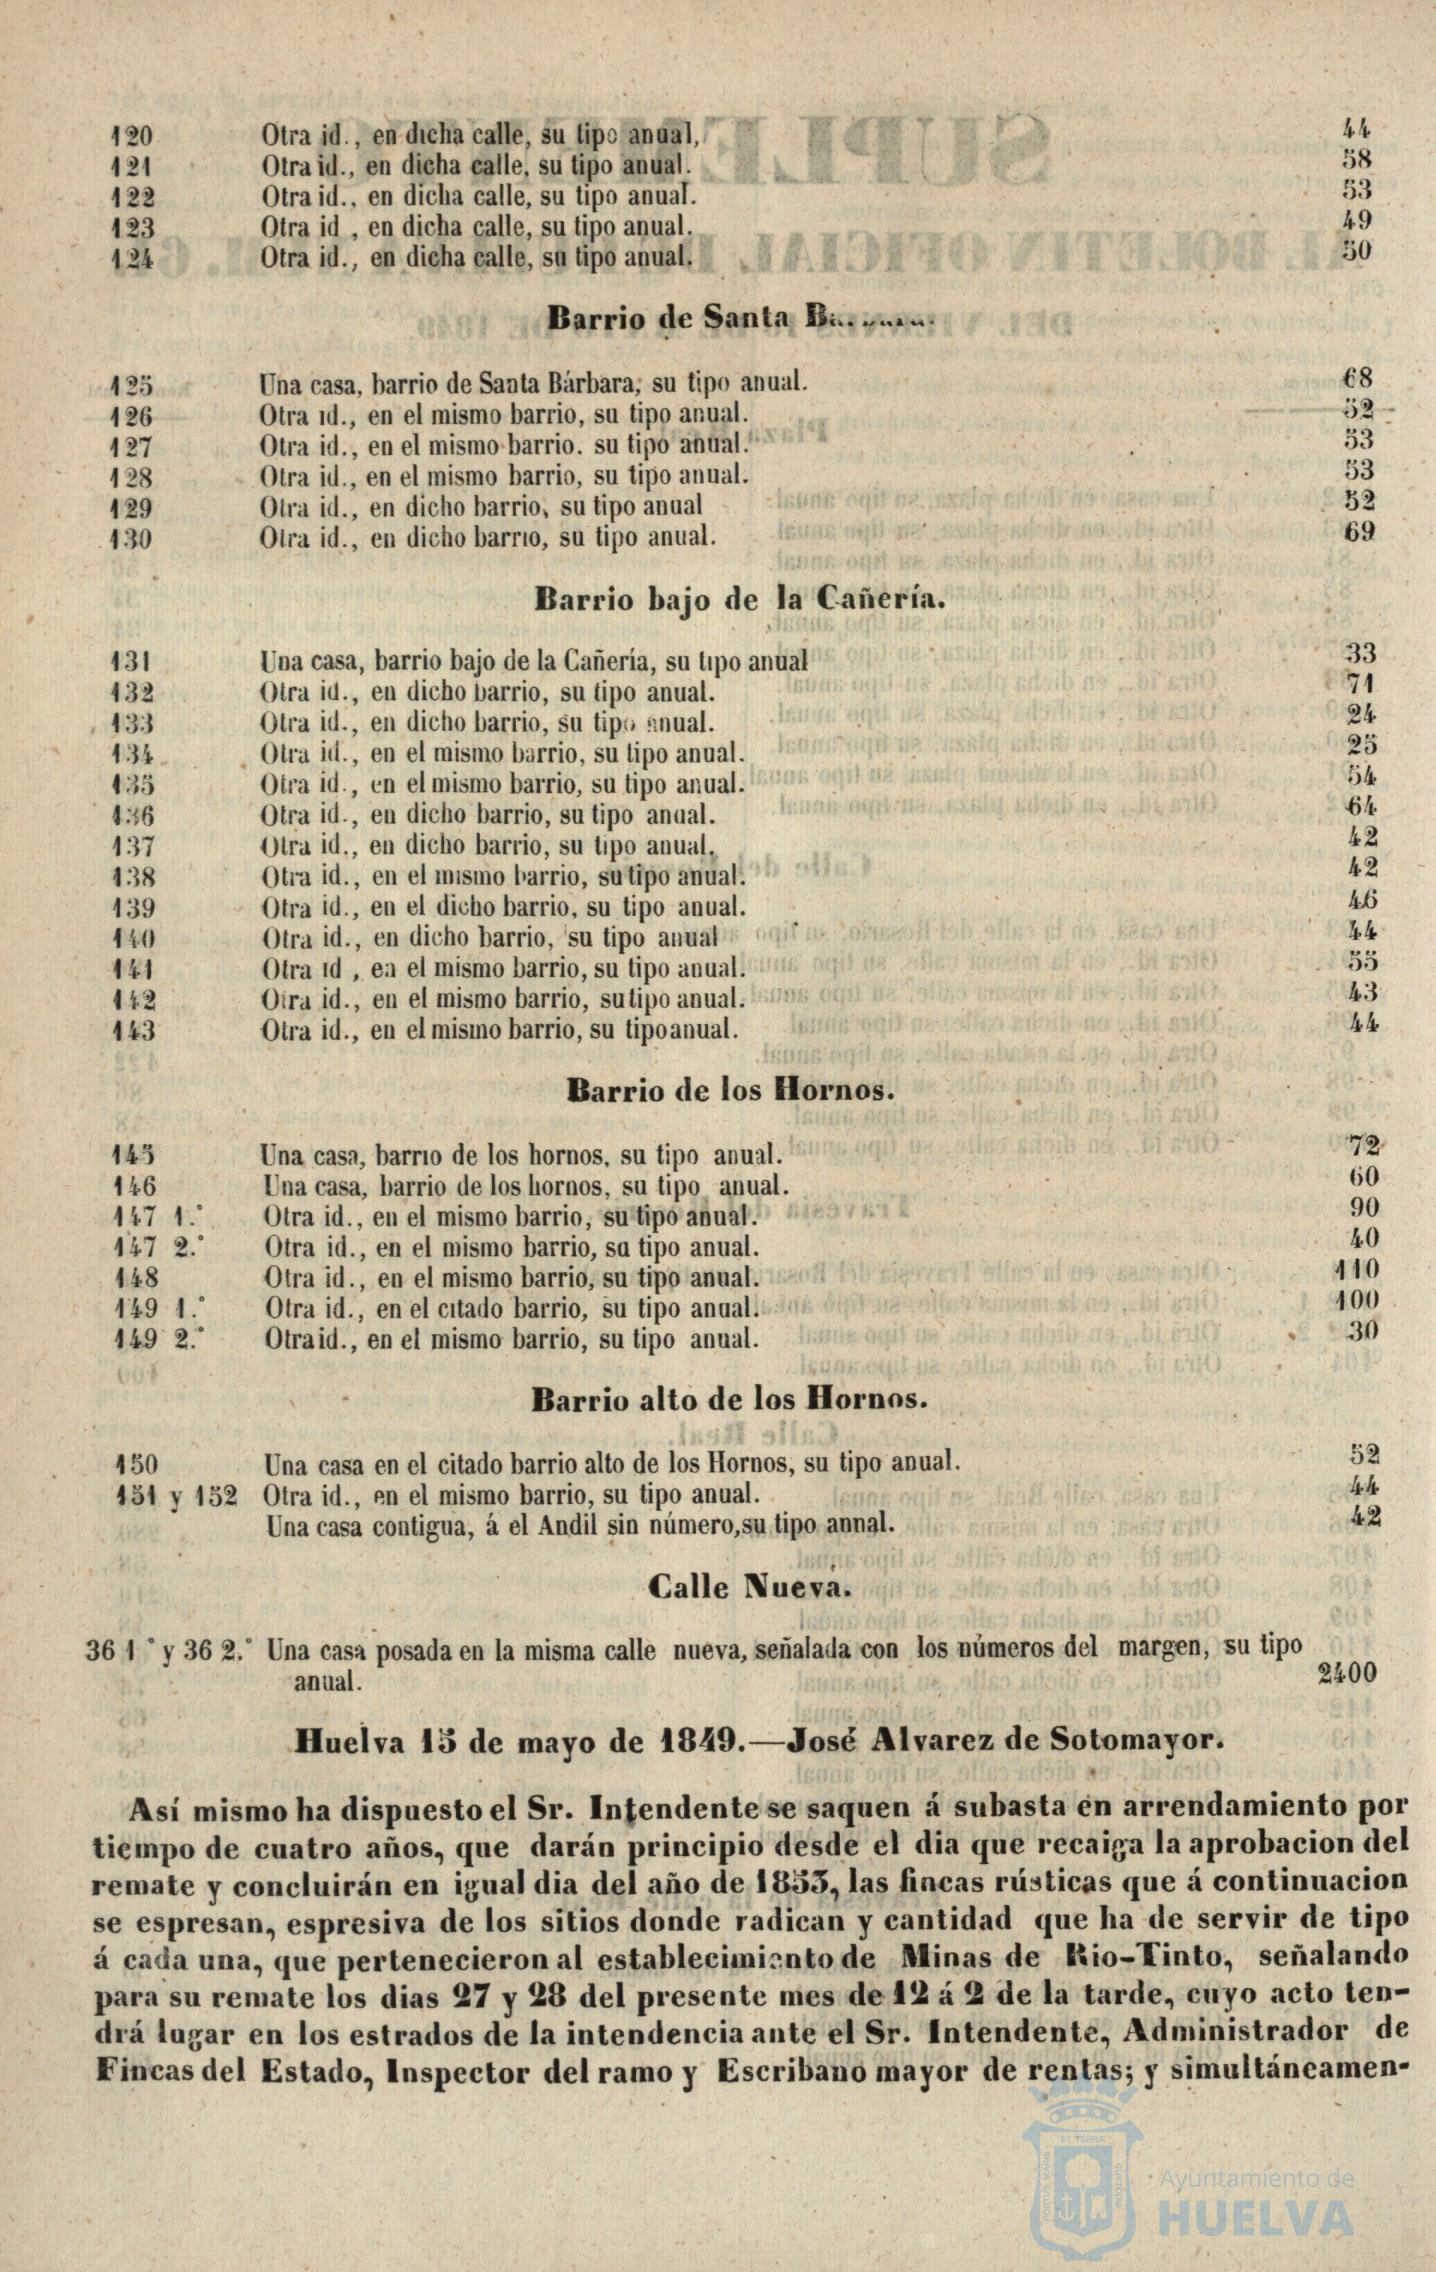 120 Otra id., en dicha calle, su tipo anual, 44
121 Otra id., en dicha calle, su tipo anual. 58
122 Otra id., en dicha calle, su tipo anual. 53
123 Otra id , en dicha calle, su tipo anual. 49
124 Otra id., en dicha calle, su tipo anual. 50
Barrio de Santa
125 Una casa, barrio de Santa Bárbara, su tipo anual. 68
126 Otra id., en el mismo barrio, su tipo anual. 52
127 Otra id., en el mismo barrio. su tipo anual. 53
128 Otra id., en el mismo barrio, su tipo anual. 53
129 Otra id., en dicho barrio, su tipo anual 52
130 Otra id., en dicho barrio, su tipo anual. 69
Barrio bajo de la Cañería.
131 Una casa, barrio bajo de la Cañería, su tipo anual 33
132 Otra id., en dicho barrio, su tipo anual. 71
133 Otra id., en dicho barrio, su tipo anual. 24
134 Otra id., en el mismo barrio, su tipo anual. 25
135 Otra id., en el mismo barrio, su tipo anual. 54
136 Otra id., en dicho barrio, su tipo anual. 64
137 Otra id., en dicho barrio, su tipo anual. 42
138 Otra id., en el mismo barrio, su tipo anual. 42
139 Otra id., en el dicho barrio, su tipo anual. 46
140 Otra id., en dicho barrio, su tipo anual 44
141 Otra id , en el mismo barrio, su tipo anual. 55
142 Otra id., en el mismo barrio, su tipo anual. 43
143 Otra id., en el mismo barrio, su tipo anual. 44
Barrio de los Hornos.
145 Una casa, barrio de los hornos, su tipo anual. 72
146 Una casa, barrio de los hornos, su tipo anual. 60
147 1.° Otra id., en el mismo barrio, su tipo anual. 90
147 2.° Otra id., en el mismo barrio, su tipo anual. 40
148 Otra id., en el mismo barrio, su tipo anual. 110
149 1.° Otra id., en el citado barrio, su tipo anual. 100
149 2.° Otra id., en el mismo barrio, su tipo anual. 30
Barrio alto de los Hornos.
150 Una casa en el citado barrio alto de los Hornos, su tipo anual. 52
151 y 152 Otra id., en el mismo barrio, su tipo anual. 44
Una casa contigua, á el Andil sin número, su tipo annal. 42
Calle Nueva.
36 1 ° y 36 2.° Una casa posada en la misma calle nueva, señalada con los números del margen, su tipo
anual. 2400
Huelva 15 de mayo de 1849.—José Alvarez de Sotomayor.
Así mismo ha dispuesto el Sr. Intendente se saquen á subasta en arrendamiento por
tiempo de cuatro años, que darán principio desde el dia que recaiga la aprobacion del
remate y concluirán en igual dia del año de 1853, las fincas rústicas que á continuacion
se espresan, espresiva de los sitios donde radican y cantidad que ha de servir de tipo
á cada una, que pertenecieron al establecimiento de Minas de Rio-Tinto, señalando
para su remate los dias 27 y 28 del presente mes de 12 á 2 de la tarde, cuyo acto ten-
drá lugar en los estrados de la intendencia ante el Sr. Intendente, Administrador de
Fincas del Estado, Inspector del ramo y Escribano mayor de rentas; y simultáneamen-
Ayuntamiento de
HUELVA